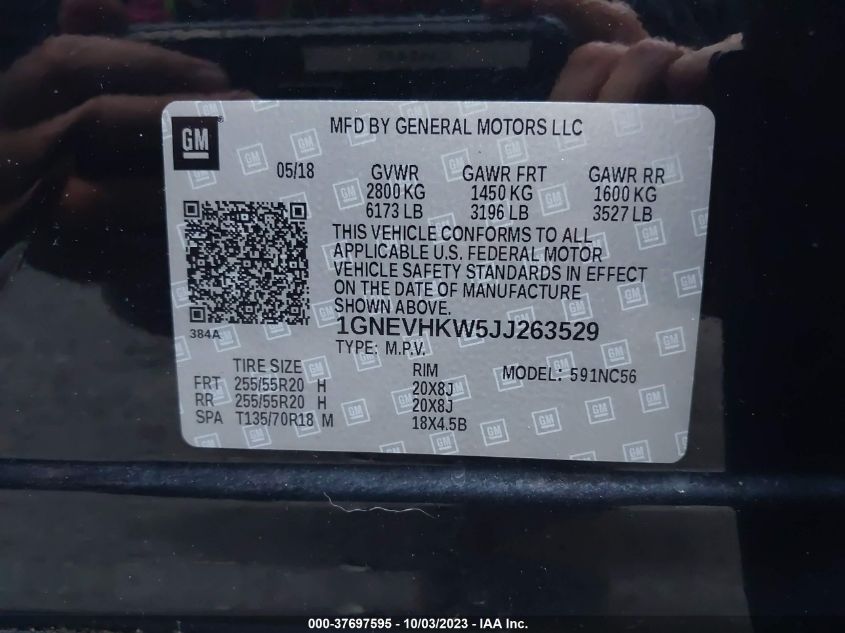 GM
MFD BY GENERAL MOTORS LLC
05/18 GVWR GAWR FRT GAWR RR
2800 KG 1450 KG 1600 KG
6173 LB 3196 LB 3527 LB
THIS VEHICLE CONFORMS TO ALL
APPLICABLE U.S. FEDERAL MOTOR
VEHICLE SAFETY STANDARDS IN EFFECT
ON THE DATE OF MANUFACTURE
SHOWN ABOVE.
384A
1GNEVHKW5JJ263529
TYPE: M.P.V.
TIRE SIZE RIM MODEL: 591NC56
FRT 255/55R20 H 20X8J
RR 255/55R20 H 20X8J
SPA T135/70R18 M 18X4.5B
000-37697595 - 10/03/2023 - IAA Inc.